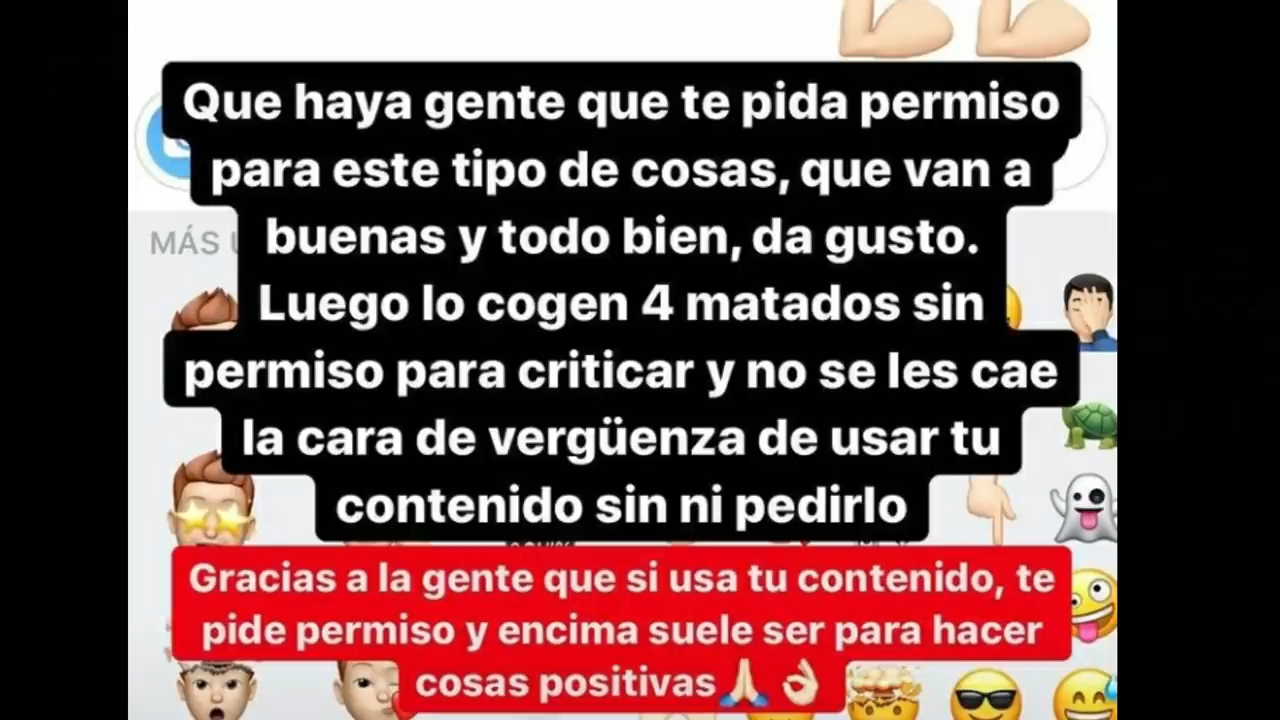 Que haya gente que te pida permiso
para este tipo de cosas, que van a
MÁS
buenas y todo bien, da gusto.
Luego lo cogen 4 matados sin
permiso para criticar y no se les cae
la cara de vergüenza de usar tu
contenido sin ni pedirlo
Gracias a la gente que si usa tu contenido, te
pide permiso y encima suele ser para hacer
cosas positivas🙏🏻👌🏻